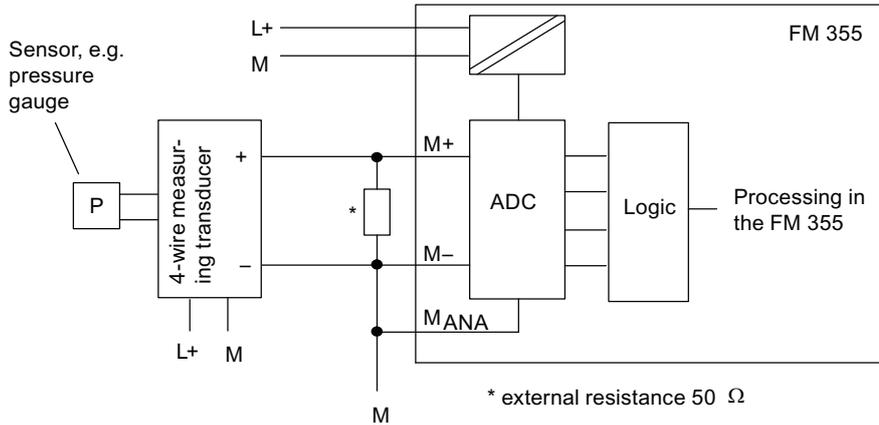 L+
M
FM 355
Sensor, e.g.
pressure
gauge
P
4-wire measur-
ing transducer
+
–
L+
M
*
M+
M–
MANA
M
ADC
Logic
Processing in
the FM 355
* external resistance 50 Ω